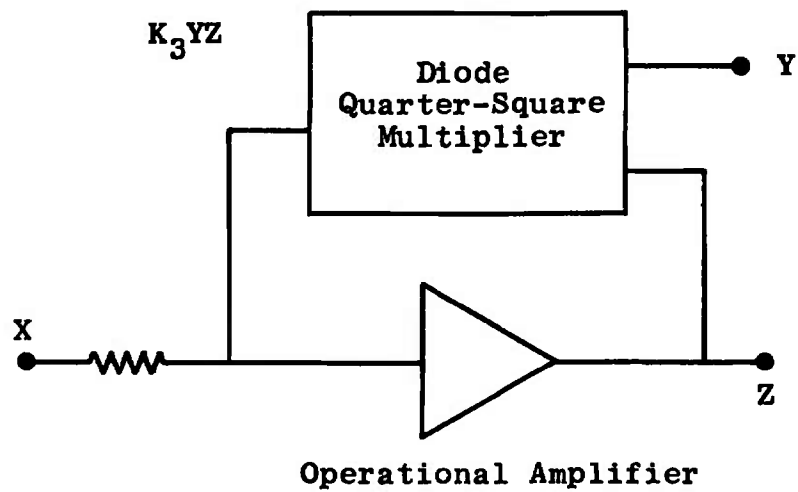 K₃YZ
Diode
Quarter-Square
Multiplier
Y
X
Z
Operational Amplifier